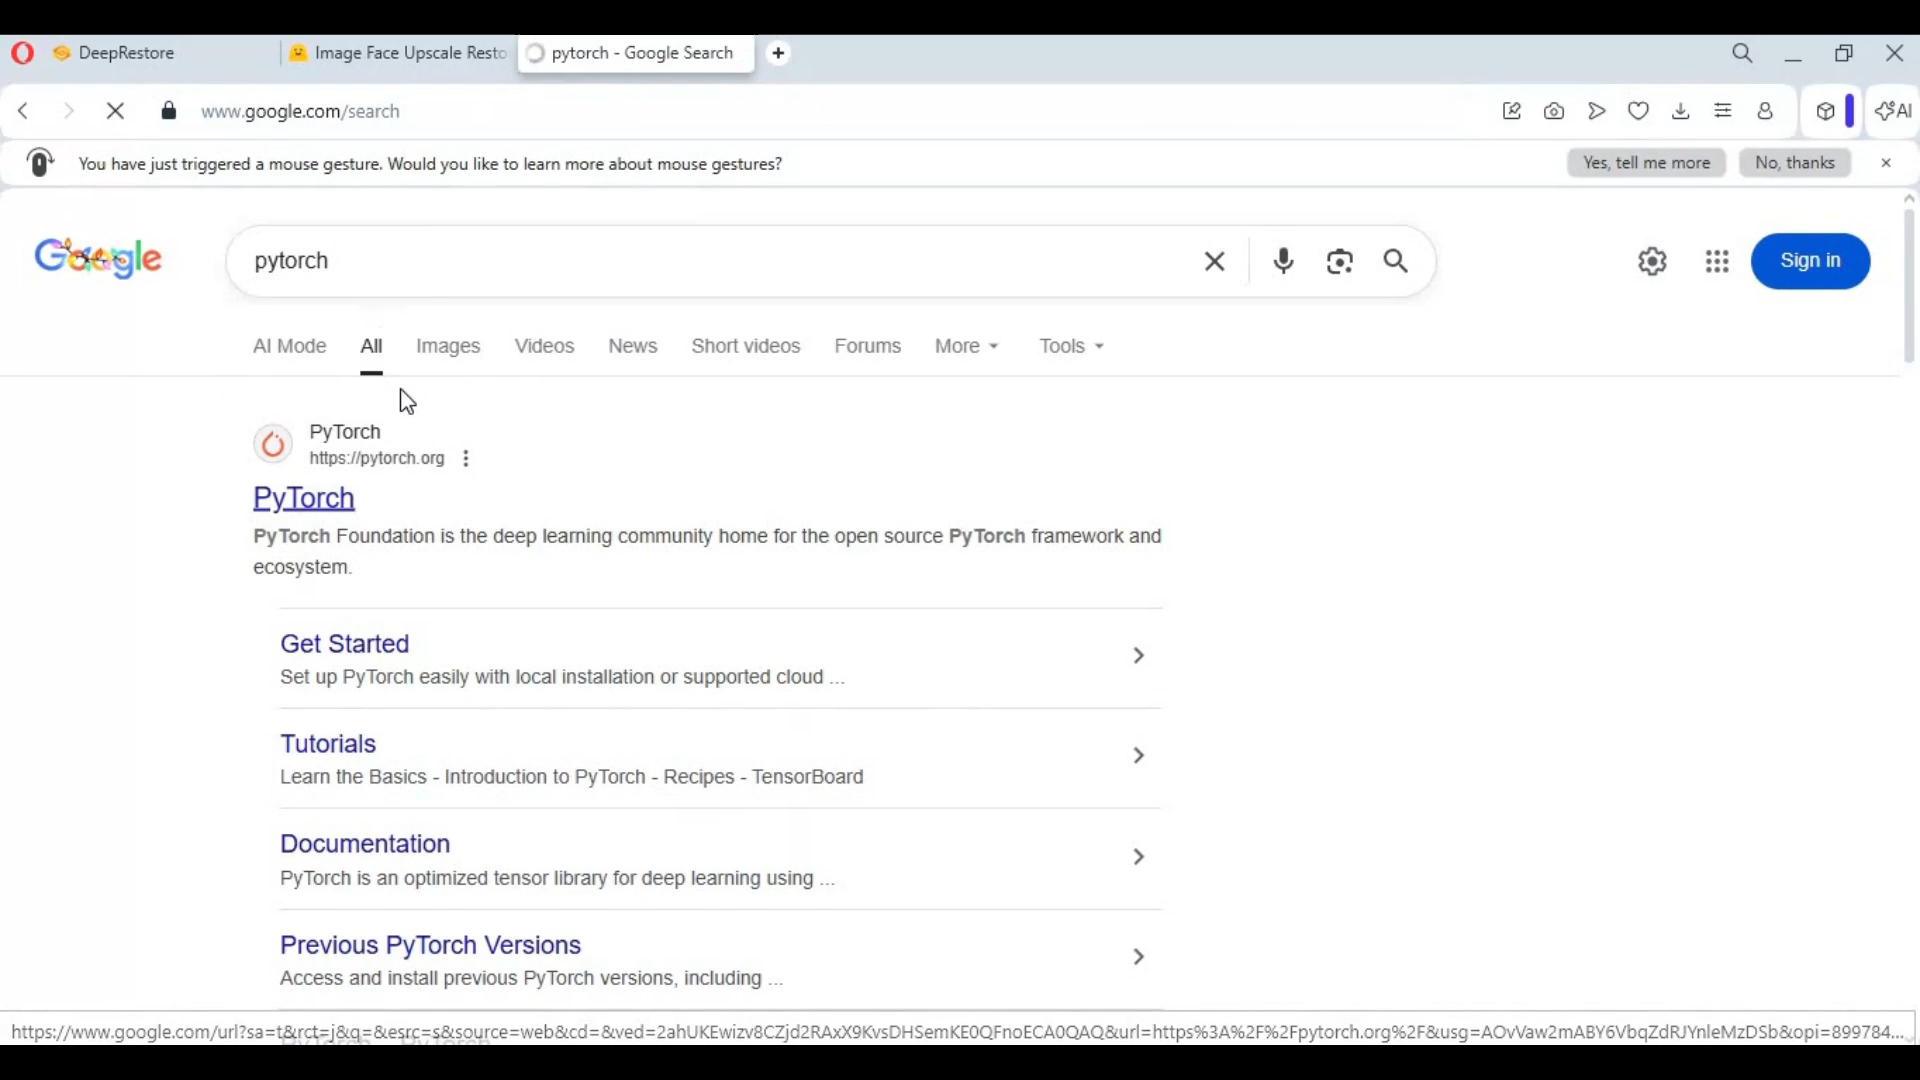 DeepRestore
Image Face Upscale Resto
pytorch - Google Search
www.google.com/search
AI
You have just triggered a mouse gesture. Would you like to learn more about mouse gestures?
Yes, tell me more
No, thanks
Google
pytorch
Sign in
AI Mode
All
Images
Videos
News
Short videos
Forums
More
Tools
PyTorch
https://pytorch.org
PyTorch
PyTorch Foundation is the deep learning community home for the open source PyTorch framework and
ecosystem.
Get Started
Set up PyTorch easily with local installation or supported cloud ...
Tutorials
Learn the Basics - Introduction to PyTorch - Recipes - TensorBoard
Documentation
PyTorch is an optimized tensor library for deep learning using ...
Previous PyTorch Versions
Access and install previous PyTorch versions, including ...
https://www.google.com/url?sa=t&rct=j&q=&esrc=s&source=web&cd=&ved=2ahUKEwizv8CZjd2RAxX9KvsDHSemKE0QFnoECA0QAQ&url=https%3A%2F%2Fpytorch.org%2F&usg=AOvVaw2mABY6VbqZdRJYnleMzDSb&opi=899784...